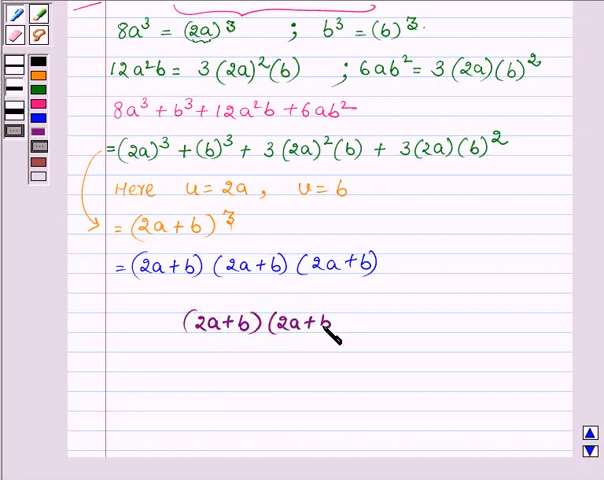 8a³ = (2a)³ ; b³ = (b)³.
12a²b = 3(2a)²(b) ; 6ab² = 3(2a)(b)²
8a³ + b³ + 12a²b + 6ab²
= (2a)³ + (b)³ + 3(2a)²(b) + 3(2a)(b)²
Here u = 2a , v = b
= (2a+b)³
= (2a+b) (2a+b) (2a+b)
(2a+b) (2a+b